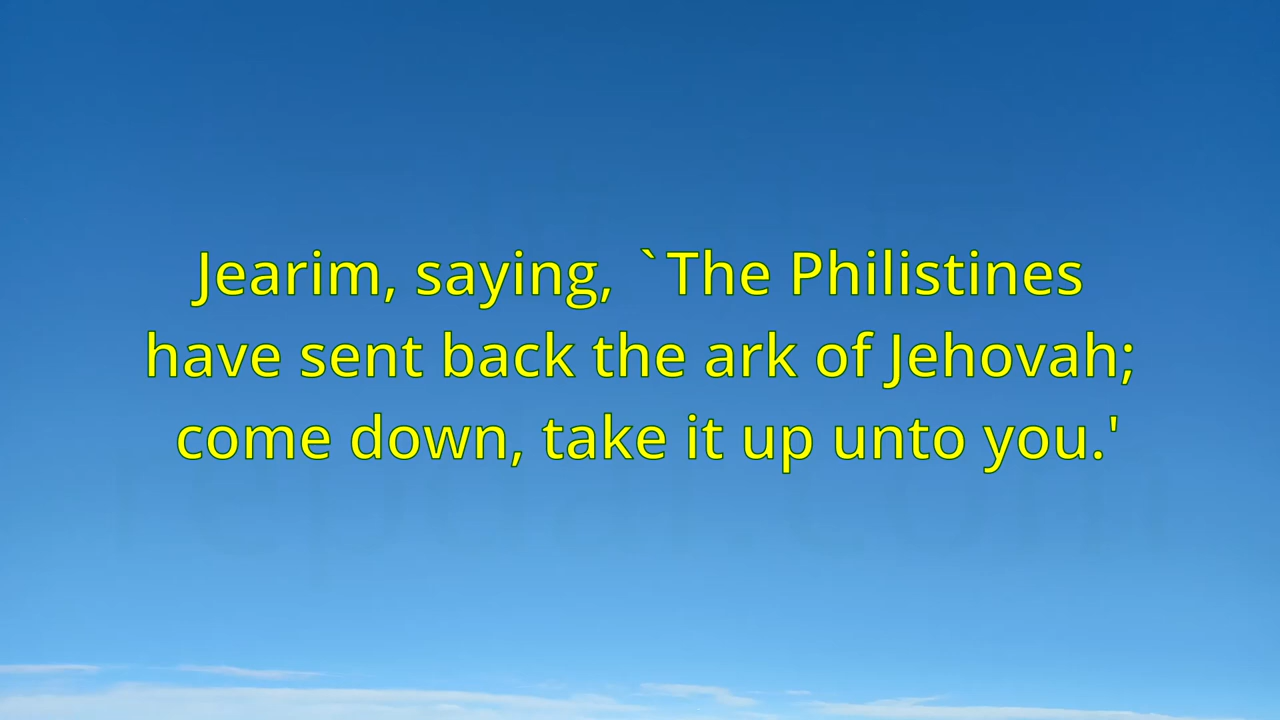 Jearim, saying, `The Philistines
have sent back the ark of Jehovah;
come down, take it up unto you.'